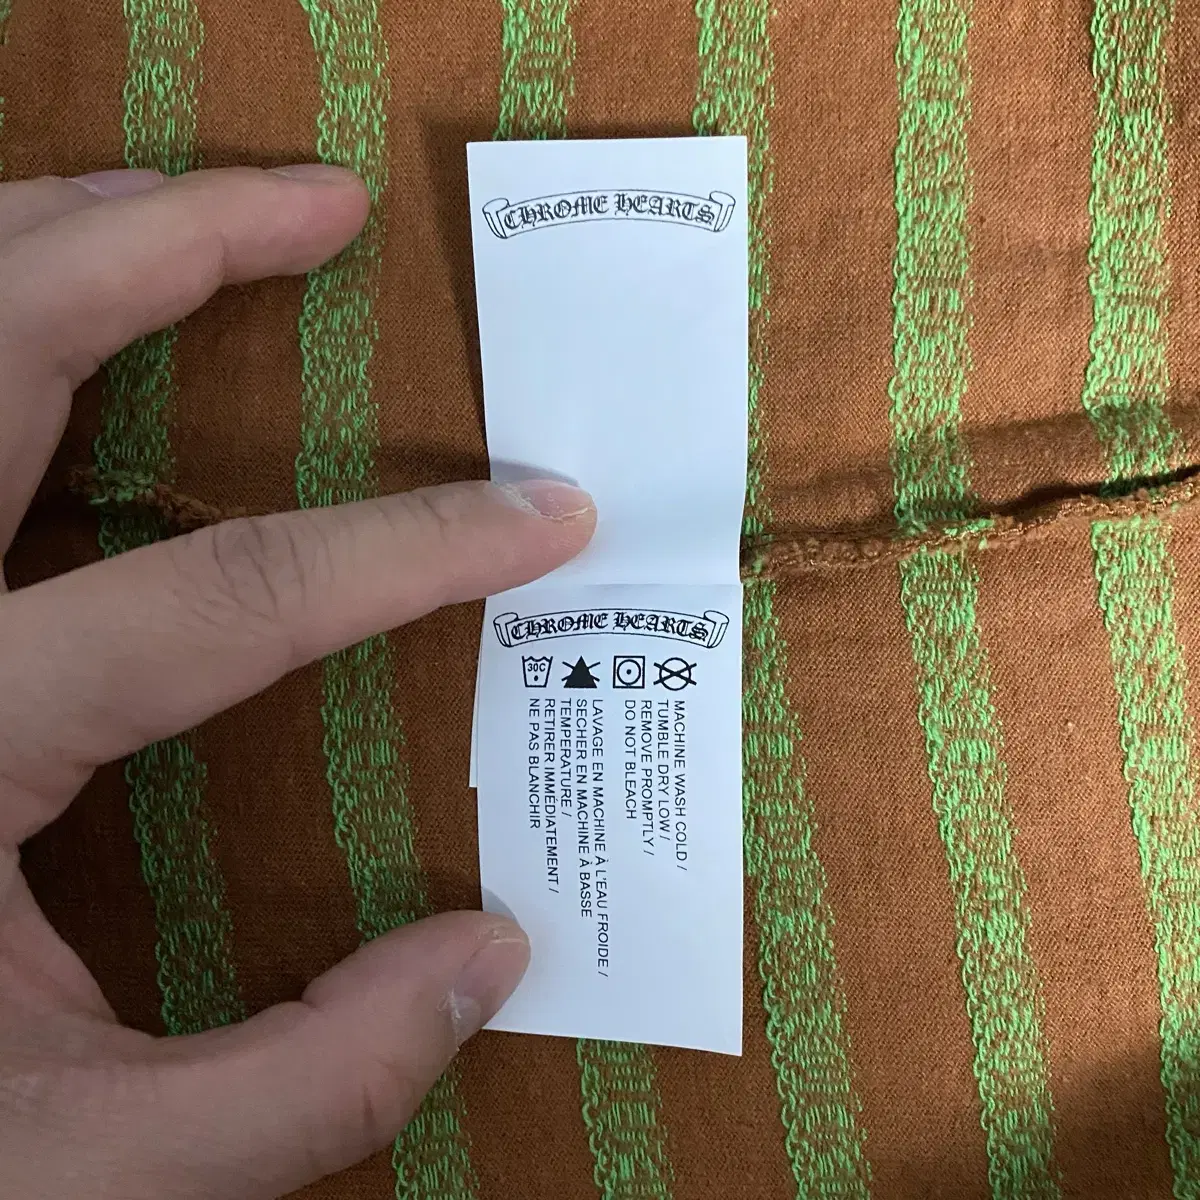 CHROME HEARTS
CHROME HEARTS
30C
MACHINE WASH COLD /
TUMBLE DRY LOW /
REMOVE PROMPTLY /
DO NOT BLEACH
LAVAGE EN MACHINE À L'EAU FROIDE /
SECHER EN MACHINE À BASSE
TEMPERATURE /
RETIRER IMMÉDIATEMENT /
NE PAS BLANCHIR